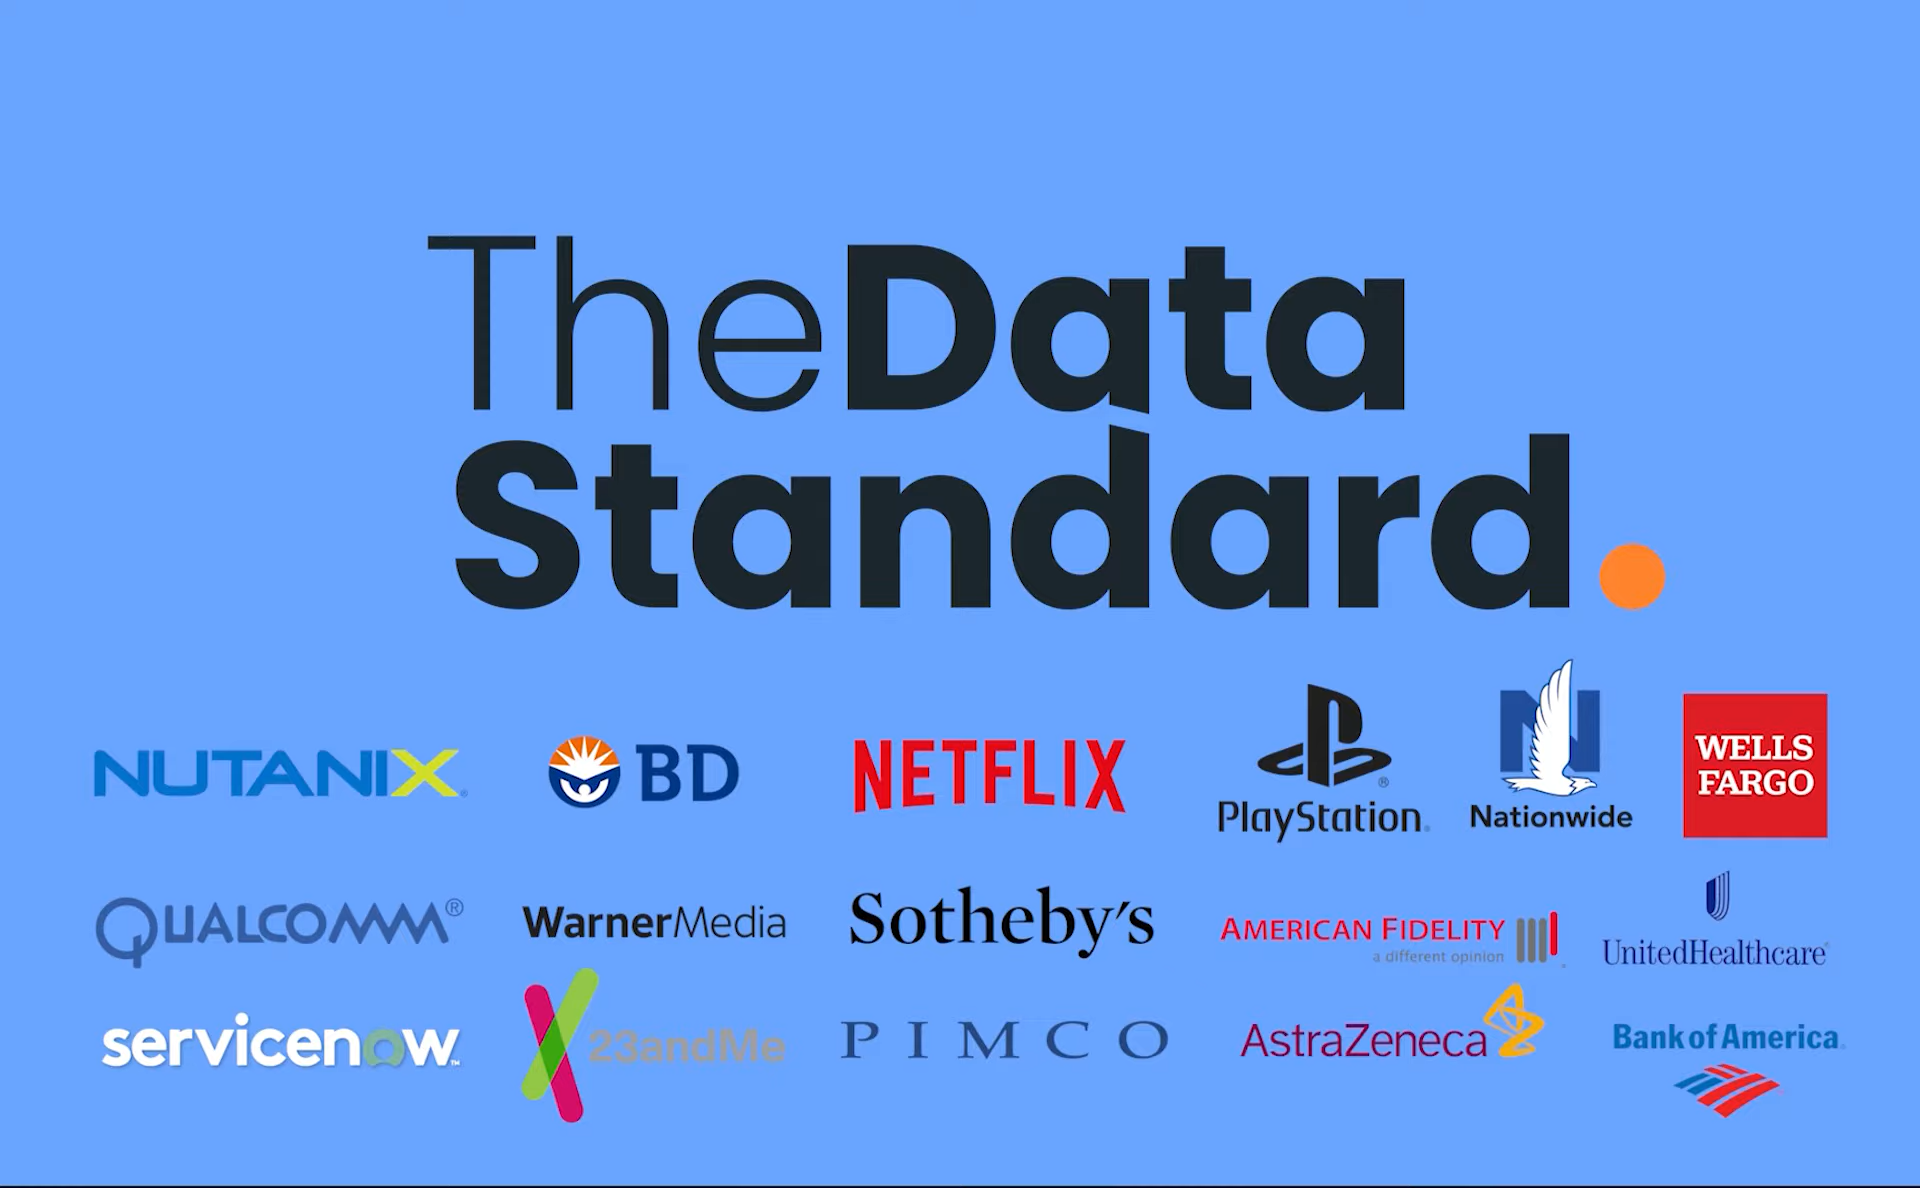 TheData
Standard.
NUTANIX
BD
NETFLIX
PlayStation
Nationwide
WELLS
FARGO
QUALCOMM®
WarnerMedia
Sotheby's
AMERICAN FIDELITY
a different opinion
UnitedHealthcare
servicenow™
23andMe
PIMCO
AstraZeneca
Bank of America